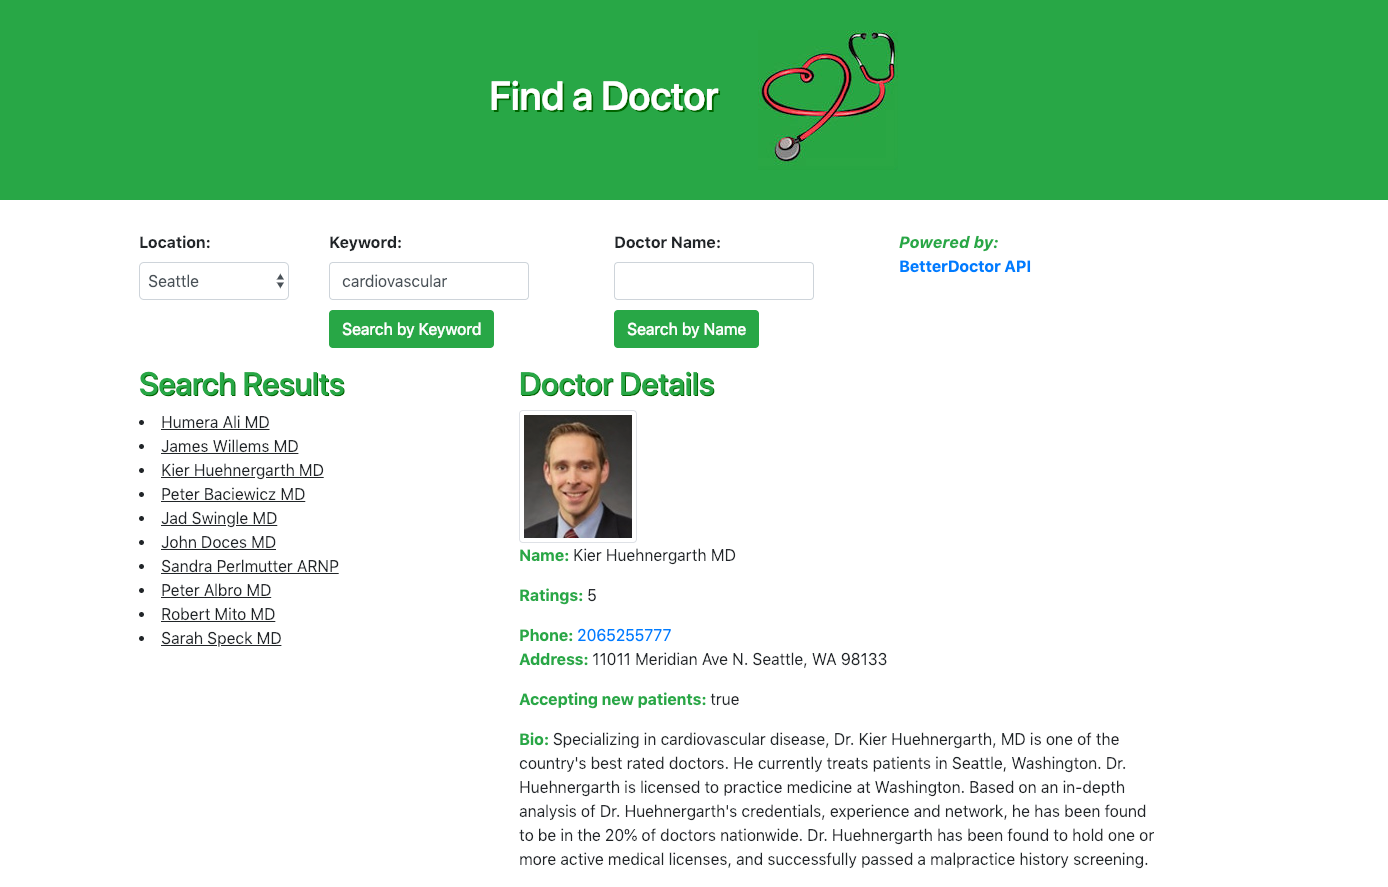 Find a Doctor
Location:
Keyword:
Doctor Name:
Powered by:
BetterDoctor API
Seattle
cardiovascular
Search by Keyword
Search by Name
Search Results
Humera Ali MD
James Willems MD
Kier Huehnergarth MD
Peter Baciewicz MD
Jad Swingle MD
John Doces MD
Sandra Perlmutter ARNP
Peter Albro MD
Robert Mito MD
Sarah Speck MD
Doctor Details
Name: Kier Huehnergarth MD
Ratings: 5
Phone: 2065255777
Address: 11011 Meridian Ave N. Seattle, WA 98133
Accepting new patients: true
Bio: Specializing in cardiovascular disease, Dr. Kier Huehnergarth, MD is one of the
country's best rated doctors. He currently treats patients in Seattle, Washington. Dr.
Huehnergarth is licensed to practice medicine at Washington. Based on an in-depth
analysis of Dr. Huehnergarth's credentials, experience and network, he has been found
to be in the 20% of doctors nationwide. Dr. Huehnergarth has been found to hold one or
more active medical licenses, and successfully passed a malpractice history screening.